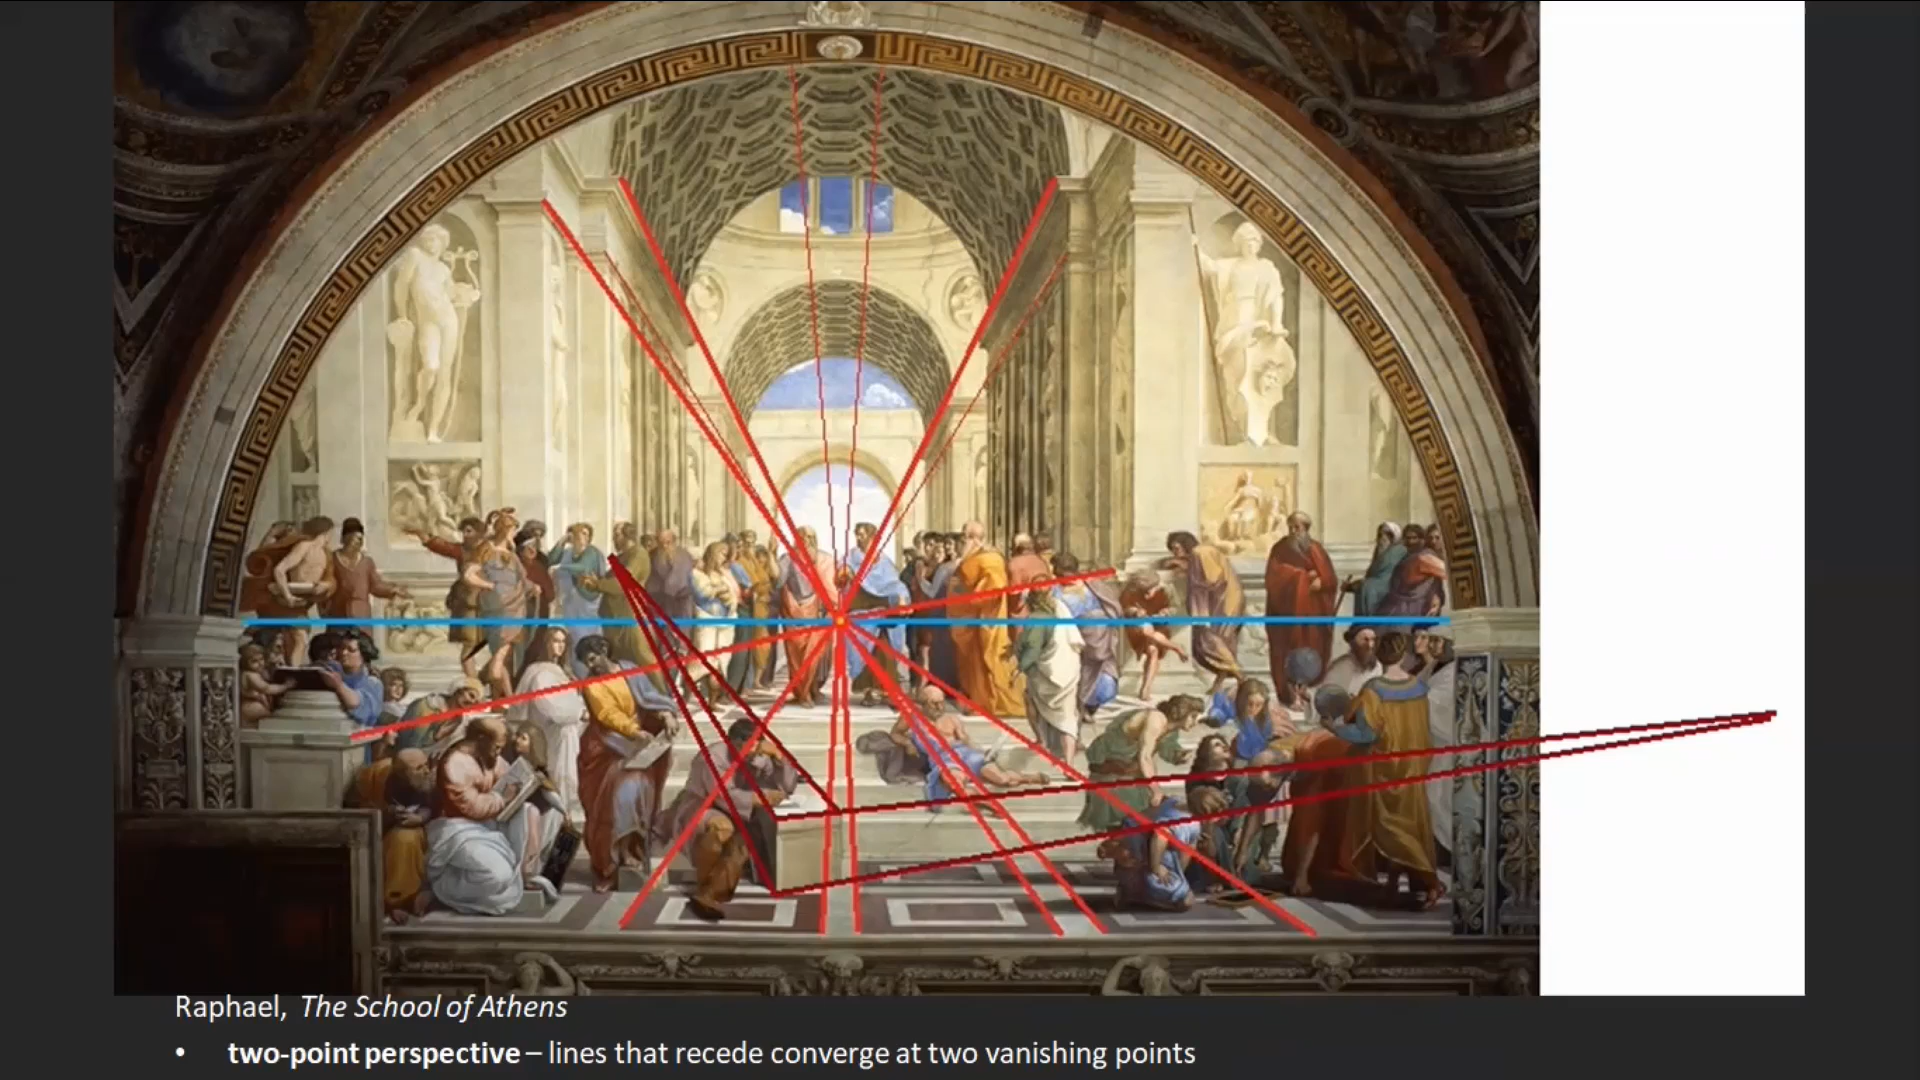 Raphael, The School of Athens
• two-point perspective – lines that recede converge at two vanishing points